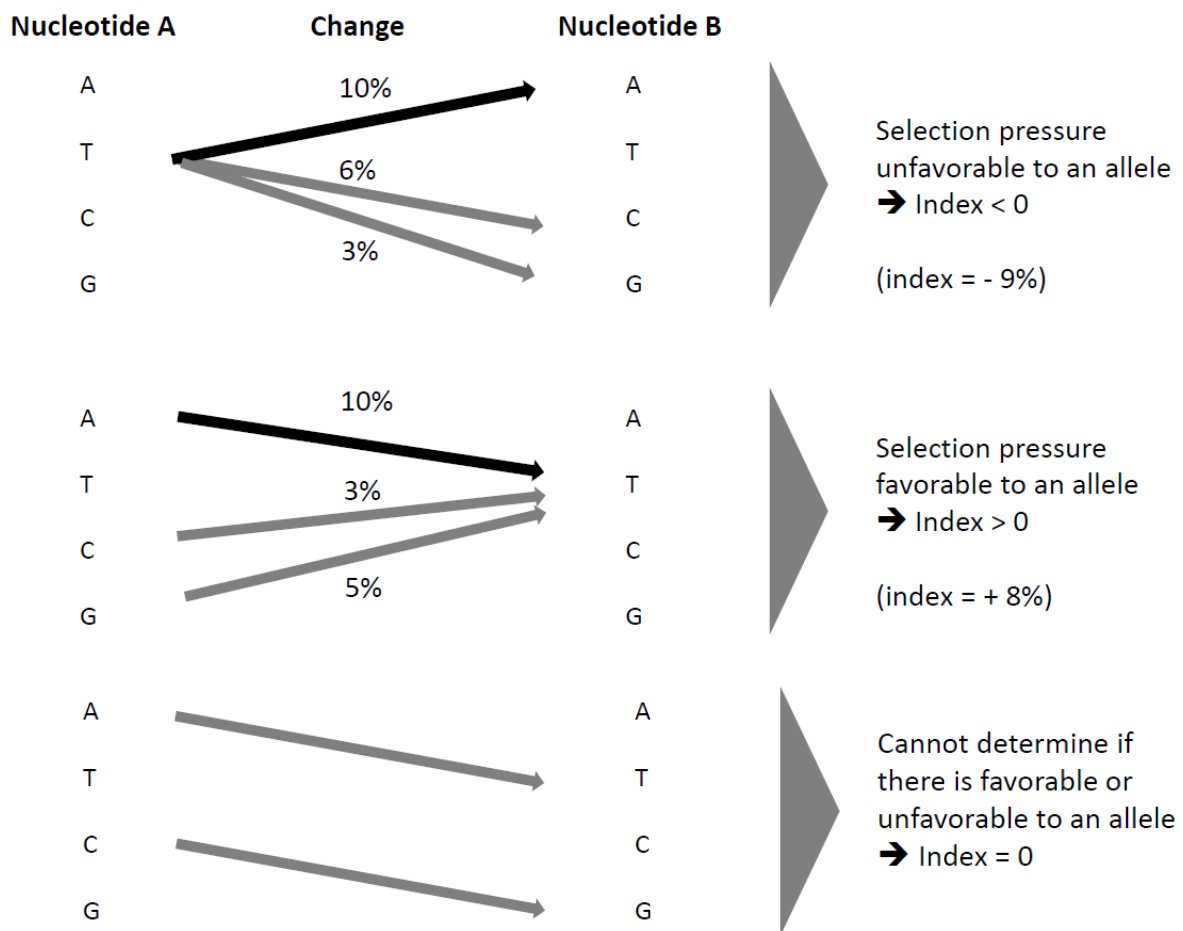 Nucleotide A Change Nucleotide B
A 10% A
T T
6%
C C
3%
G G
Selection pressure
unfavorable to an allele
➔ Index < 0
(index = - 9%)
10%
A A
T T
3%
C C
5%
G G
Selection pressure
favorable to an allele
➔ Index > 0
(index = + 8%)
A A
T T
C C
G G
Cannot determine if
there is favorable or
unfavorable to an allele
➔ Index = 0